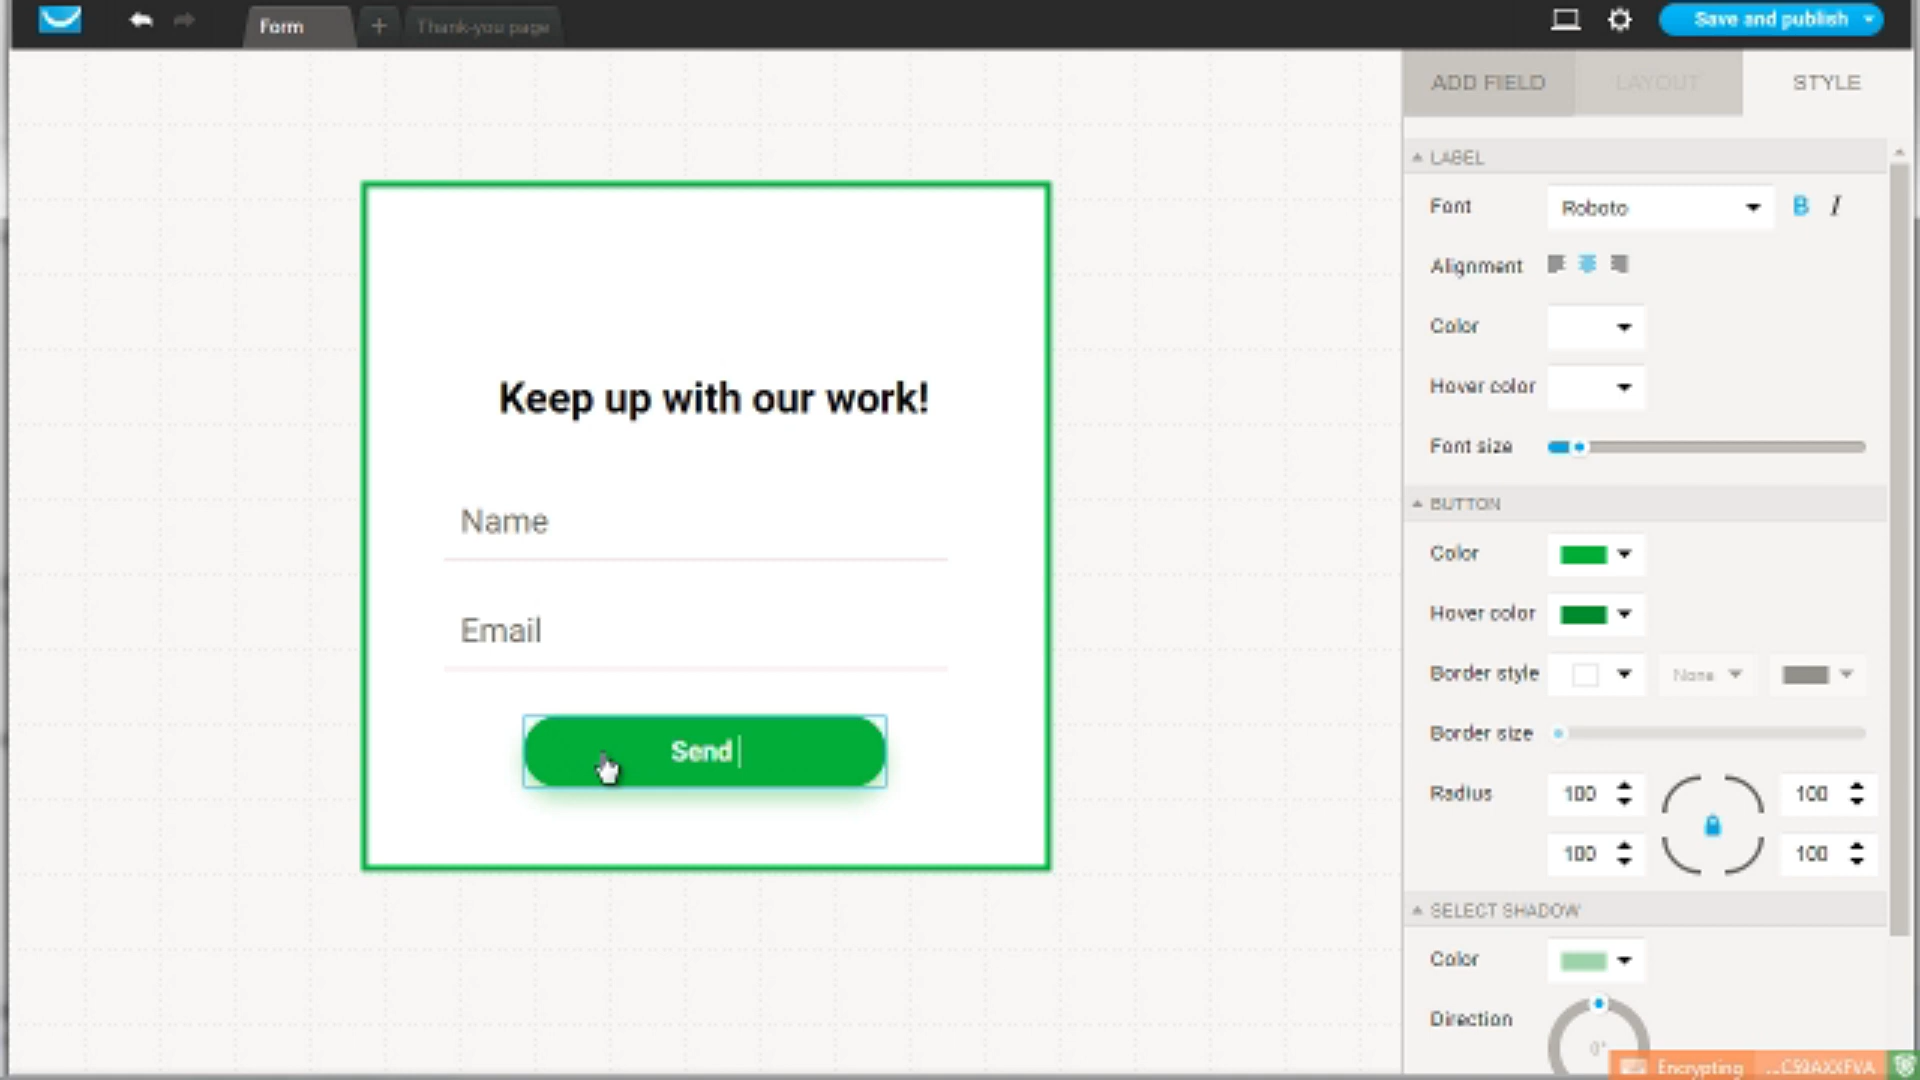 Form + Thank-you page Save and publish
ADD FIELD LAYOUT STYLE
LABEL
Font Roboto B I
Alignment
Color
Hover color
Font size
Keep up with our work!
Name
Email
Send
BUTTON
Color
Hover color
Border style None
Border size
Radius 100 100
100 100
SELECT SHADOW
Color
Direction
0°
Encrypting ...C59AXXFVA